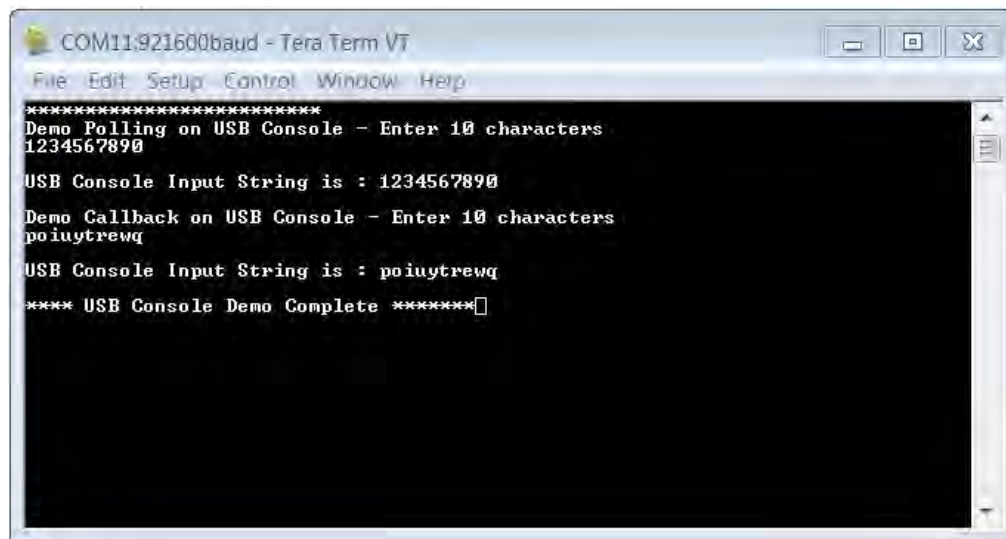 COM11:921600baud - Tera Term VT
File Edit Setup Control Window Help
*************************
Demo Polling on USB Console - Enter 10 characters
1234567890
USB Console Input String is : 1234567890
Demo Callback on USB Console - Enter 10 characters
poiuytrewq
USB Console Input String is : poiuytrewq
**** USB Console Demo Complete *******